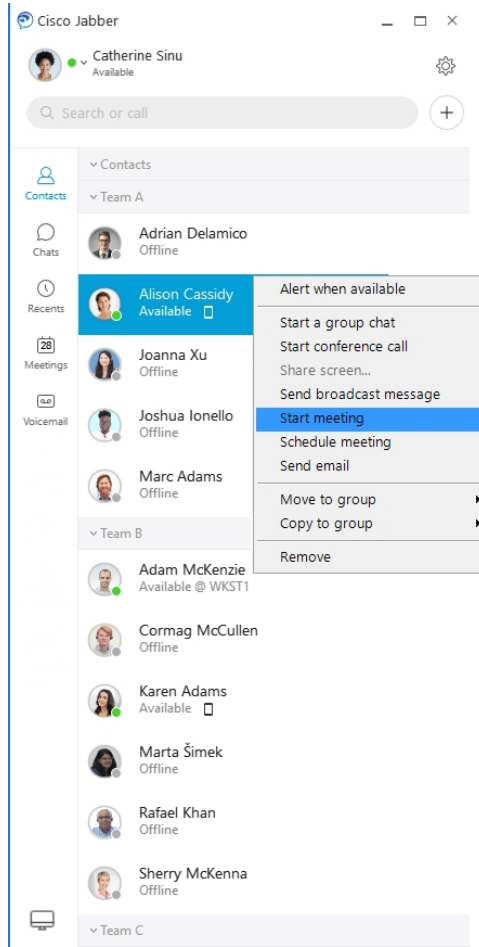 Cisco Jabber
Catherine Sinu
Available
Search or call
Contacts
Chats
Recents
28
Meetings
Voicemail
Contacts
Team A
Adrian Delamico
Offline
Alison Cassidy
Available
Joanna Xu
Offline
Joshua Ionello
Offline
Marc Adams
Offline
Alert when available
Start a group chat
Start conference call
Share screen...
Send broadcast message
Start meeting
Schedule meeting
Send email
Move to group
Copy to group
Remove
Team B
Adam McKenzie
Available @ WKST1
Cormag McCullen
Offline
Karen Adams
Available
Marta Šimek
Offline
Rafael Khan
Offline
Sherry McKenna
Offline
Team C